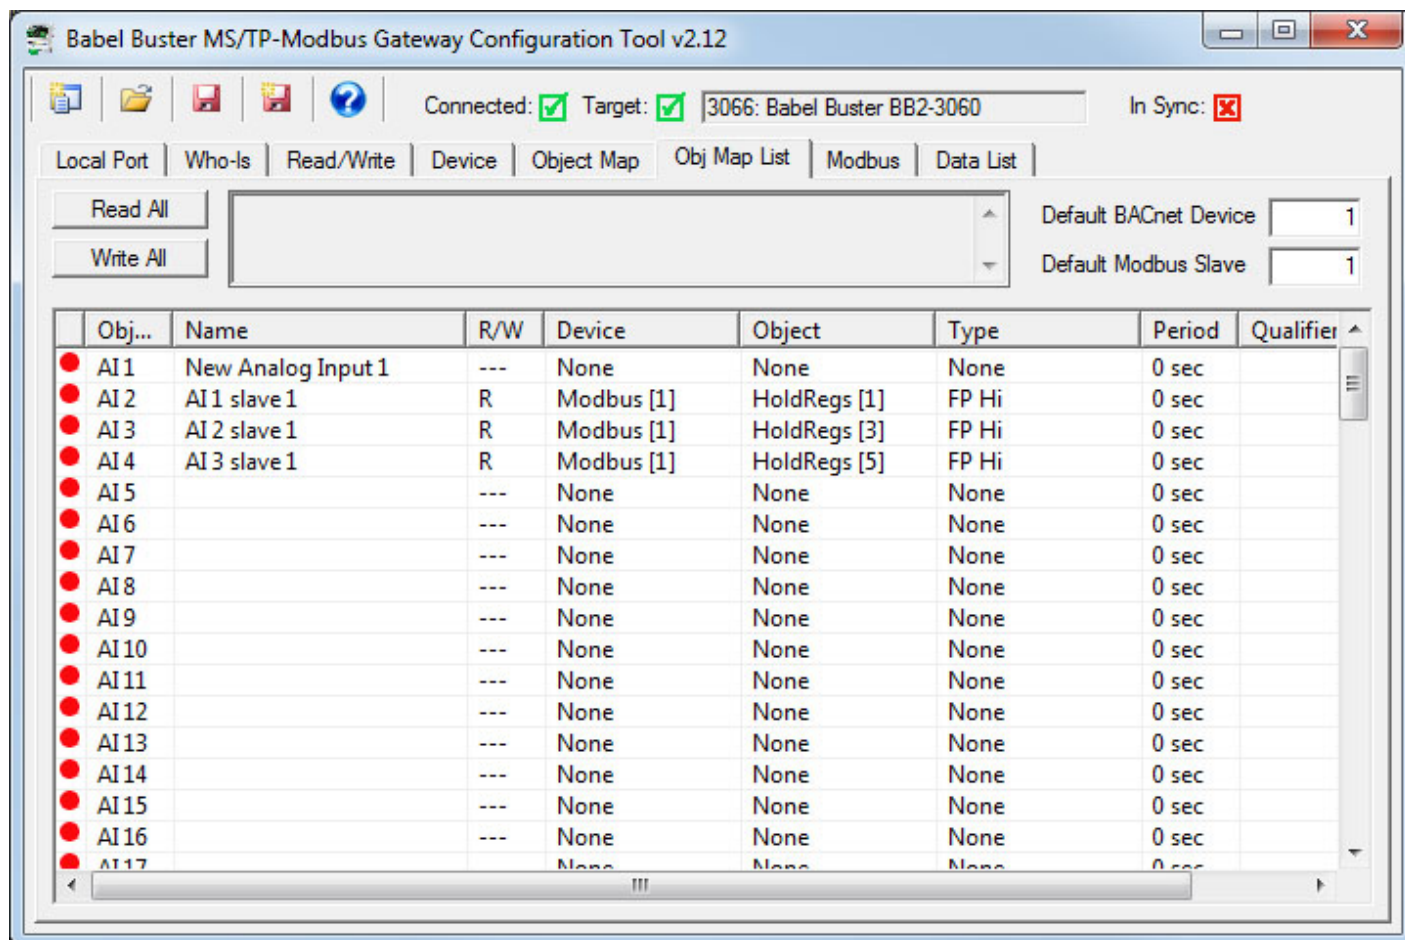 Babel Buster MS/TP-Modbus Gateway Configuration Tool v2.12
Connected: Target: 3066: Babel Buster BB2-3060 In Sync:
Local Port Who-Is Read/Write Device Object Map Obj Map List Modbus Data List
Read All Default BACnet Device 1
Write All Default Modbus Slave 1
Obj... Name R/W Device Object Type Period Qualifier
AI 1 New Analog Input 1 --- None None None 0 sec
AI 2 AI 1 slave 1 R Modbus [1] HoldRegs [1] FP Hi 0 sec
AI 3 AI 2 slave 1 R Modbus [1] HoldRegs [3] FP Hi 0 sec
AI 4 AI 3 slave 1 R Modbus [1] HoldRegs [5] FP Hi 0 sec
AI 5 --- None None None 0 sec
AI 6 --- None None None 0 sec
AI 7 --- None None None 0 sec
AI 8 --- None None None 0 sec
AI 9 --- None None None 0 sec
AI 10 --- None None None 0 sec
AI 11 --- None None None 0 sec
AI 12 --- None None None 0 sec
AI 13 --- None None None 0 sec
AI 14 --- None None None 0 sec
AI 15 --- None None None 0 sec
AI 16 --- None None None 0 sec
AI 17 None None None 0 sec